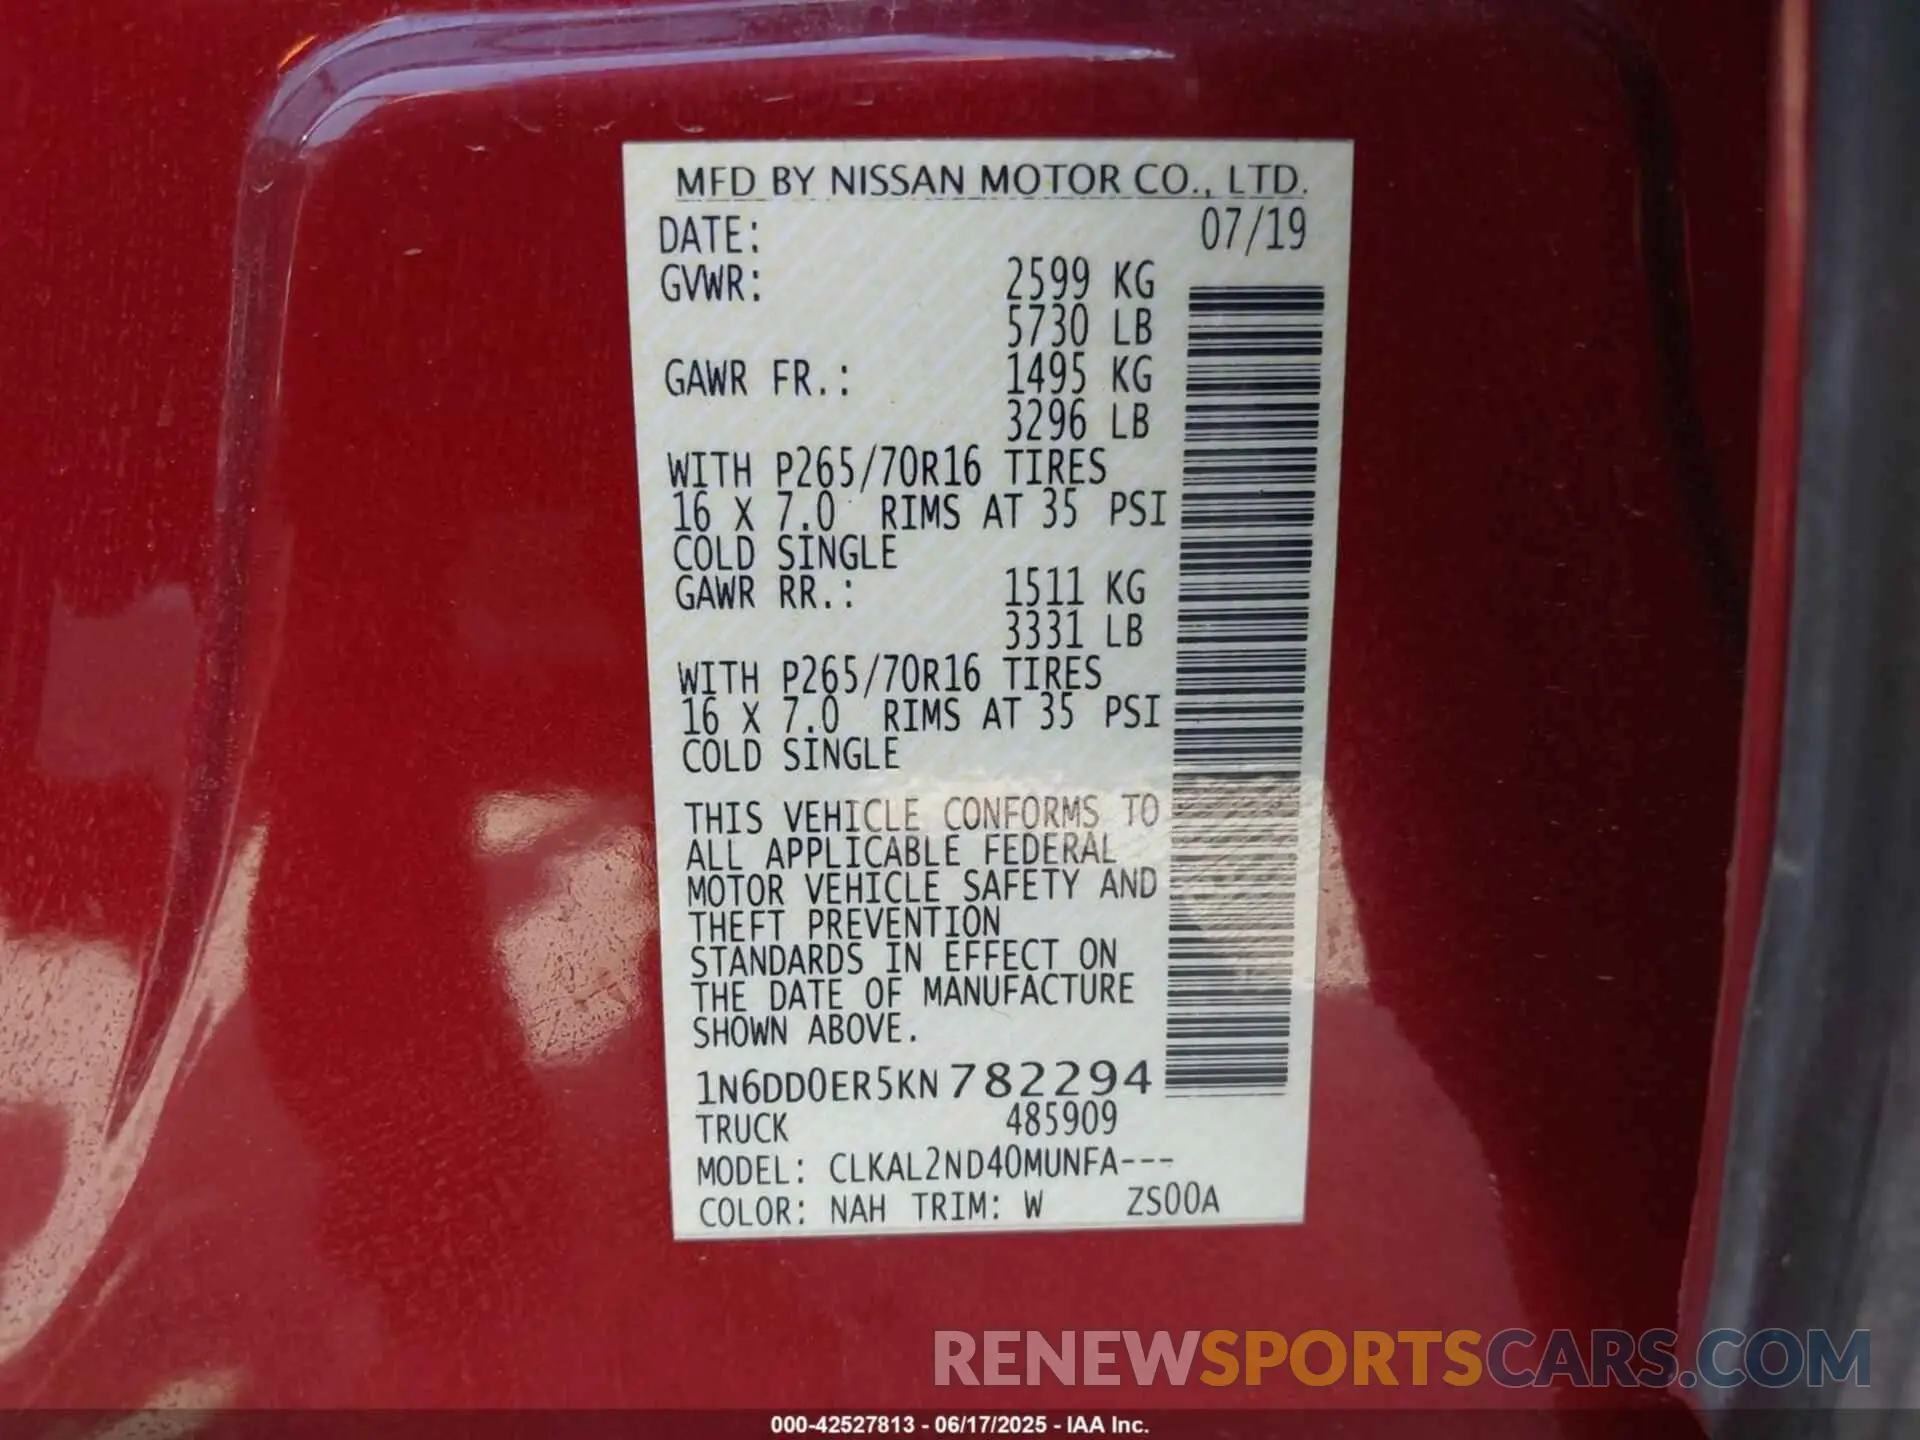 MFD BY NISSAN MOTOR CO., LTD.
DATE: 07/19
GVWR: 2599 KG
5730 LB
GAWR FR.: 1495 KG
3296 LB
WITH P265/70R16 TIRES
16 X 7.0 RIMS AT 35 PSI
COLD SINGLE
GAWR RR.: 1511 KG
3331 LB
WITH P265/70R16 TIRES
16 X 7.0 RIMS AT 35 PSI
COLD SINGLE
THIS VEHICLE CONFORMS TO
ALL APPLICABLE FEDERAL
MOTOR VEHICLE SAFETY AND
THEFT PREVENTION
STANDARDS IN EFFECT ON
THE DATE OF MANUFACTURE
SHOWN ABOVE.
1N6DD0ER5KN782294
TRUCK 485909
MODEL: CLKAL2ND40MUNFA---
COLOR: NAH TRIM: W ZS00A
RENEWSPORTSCARS.COM
000-42527813 - 06/17/2025 - IAA Inc.